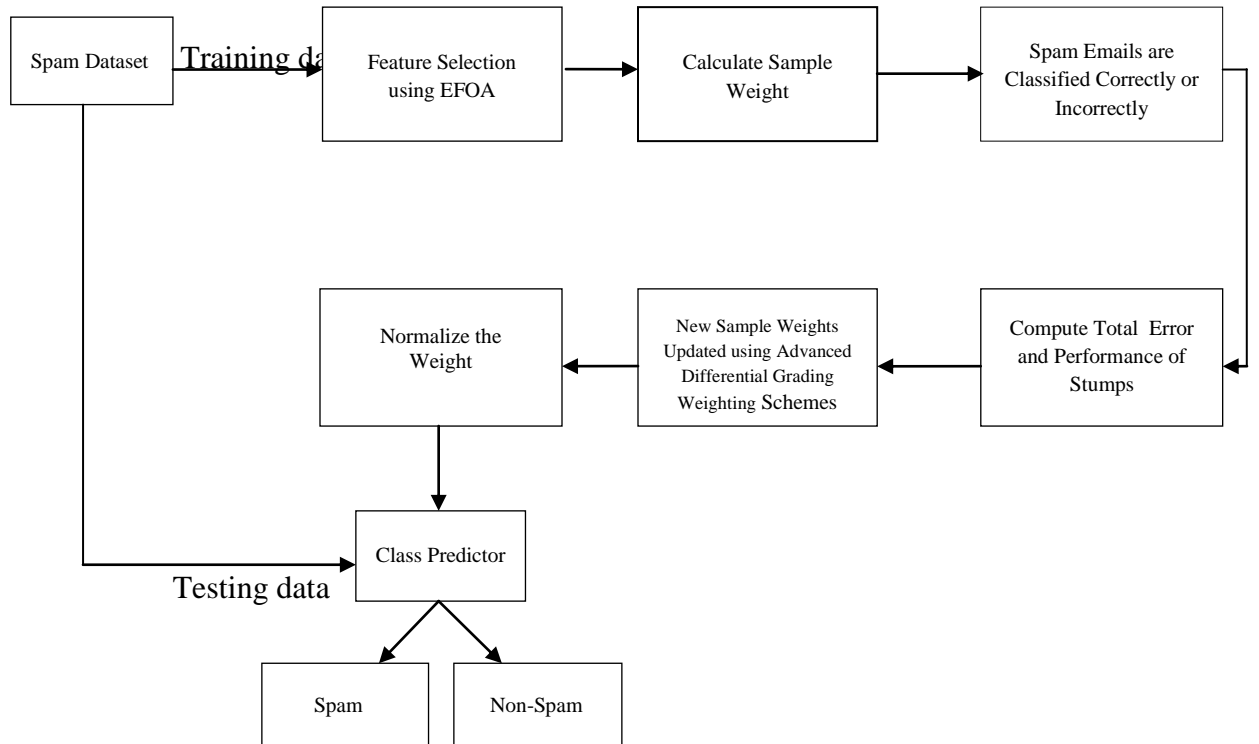 Spam Dataset
Training da
Feature Selection
using EFOA
Calculate Sample
Weight
Spam Emails are
Classified Correctly or
Incorrectly
Normalize the
Weight
New Sample Weights
Updated using Advanced
Differential Grading
Weighting Schemes
Compute Total Error
and Performance of
Stumps
Class Predictor
Testing data
Spam
Non-Spam